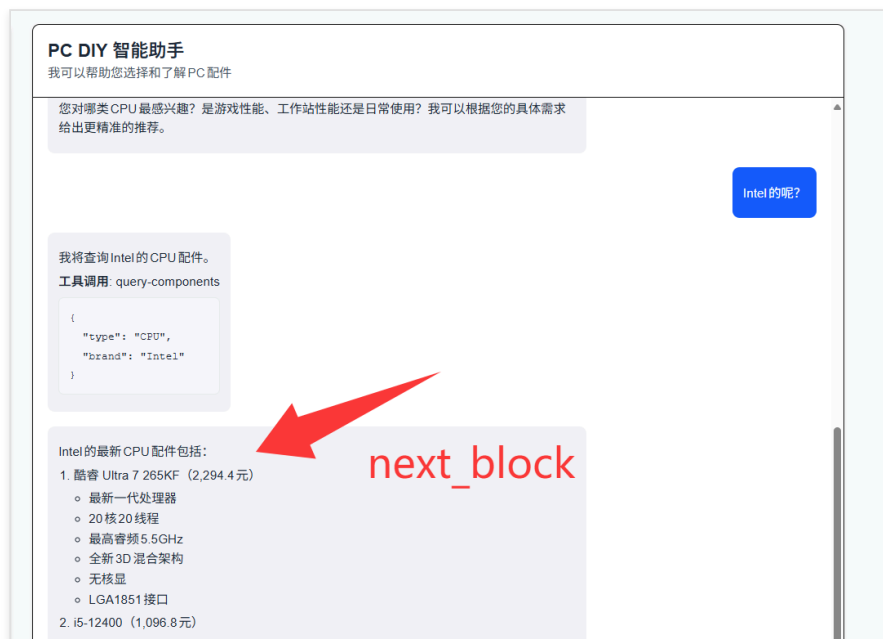 PC DIY 智能助手
我可以帮助您选择和了解PC配件
您对哪类CPU最感兴趣？是游戏性能、工作站性能还是日常使用？我可以根据您的具体需求
给出更精准的推荐。
Intel的呢？
我将查询Intel的CPU配件。
工具调用: query-components
{
  "type": "CPU",
  "brand": "Intel"
}
Intel的最新CPU配件包括：
next_block
1. 酷睿 Ultra 7 265KF（2,294.4元）
最新一代处理器
20核20线程
最高睿频5.5GHz
全新3D混合架构
无核显
LGA1851接口
2. i5-12400（1,096.8元）